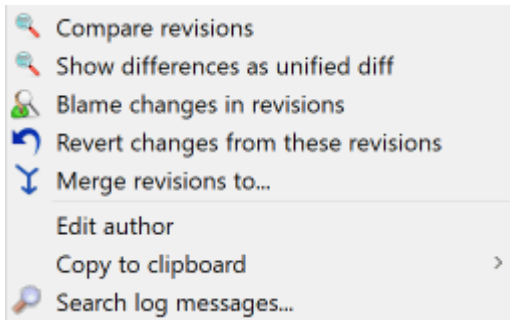 Compare revisions
Show differences as unified diff
Blame changes in revisions
Revert changes from these revisions
Merge revisions to...
Edit author
Copy to clipboard
Search log messages...